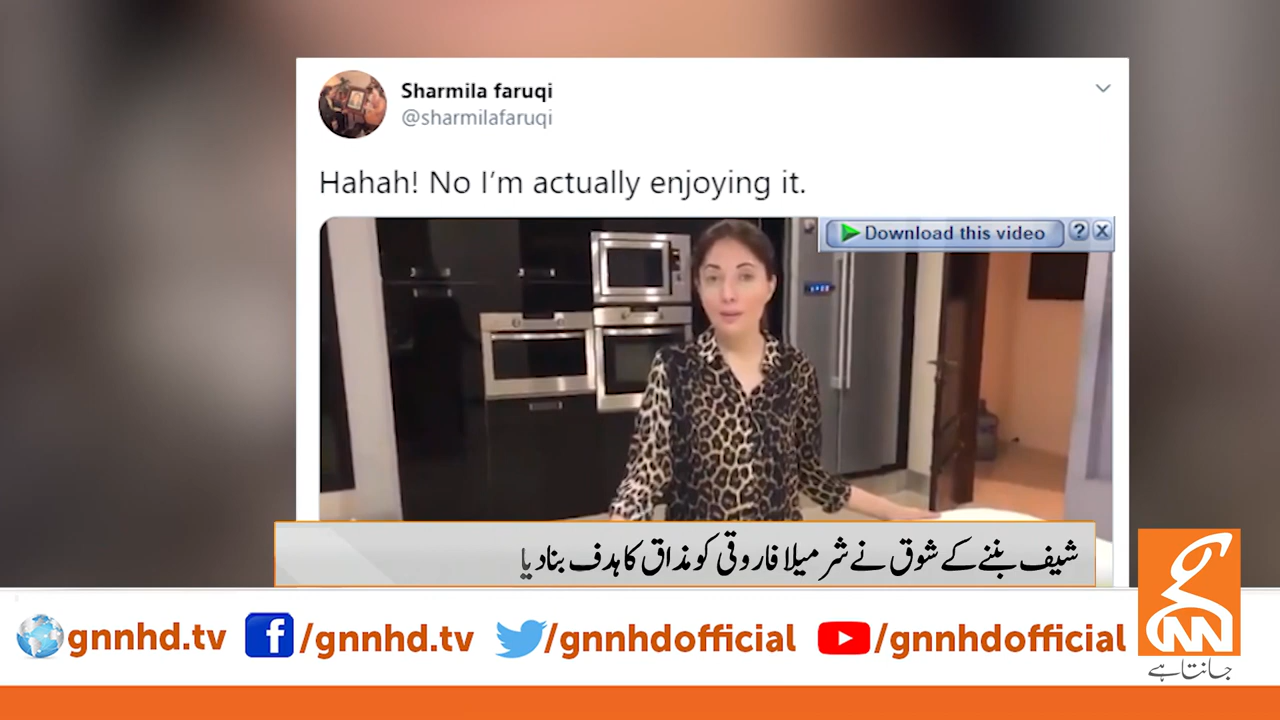 Sharmila faruqi
@sharmilafaruqi
Hahah! No I'm actually enjoying it.
Download this video ? X
شیف بننے کے شوق نے شرمیلا فاروقی کو مذاق کا ہدف بنا دیا
gnnhd.tv /gnnhd.tv /gnnhdofficial /gnnhdofficial
GNN
جانتا ہے